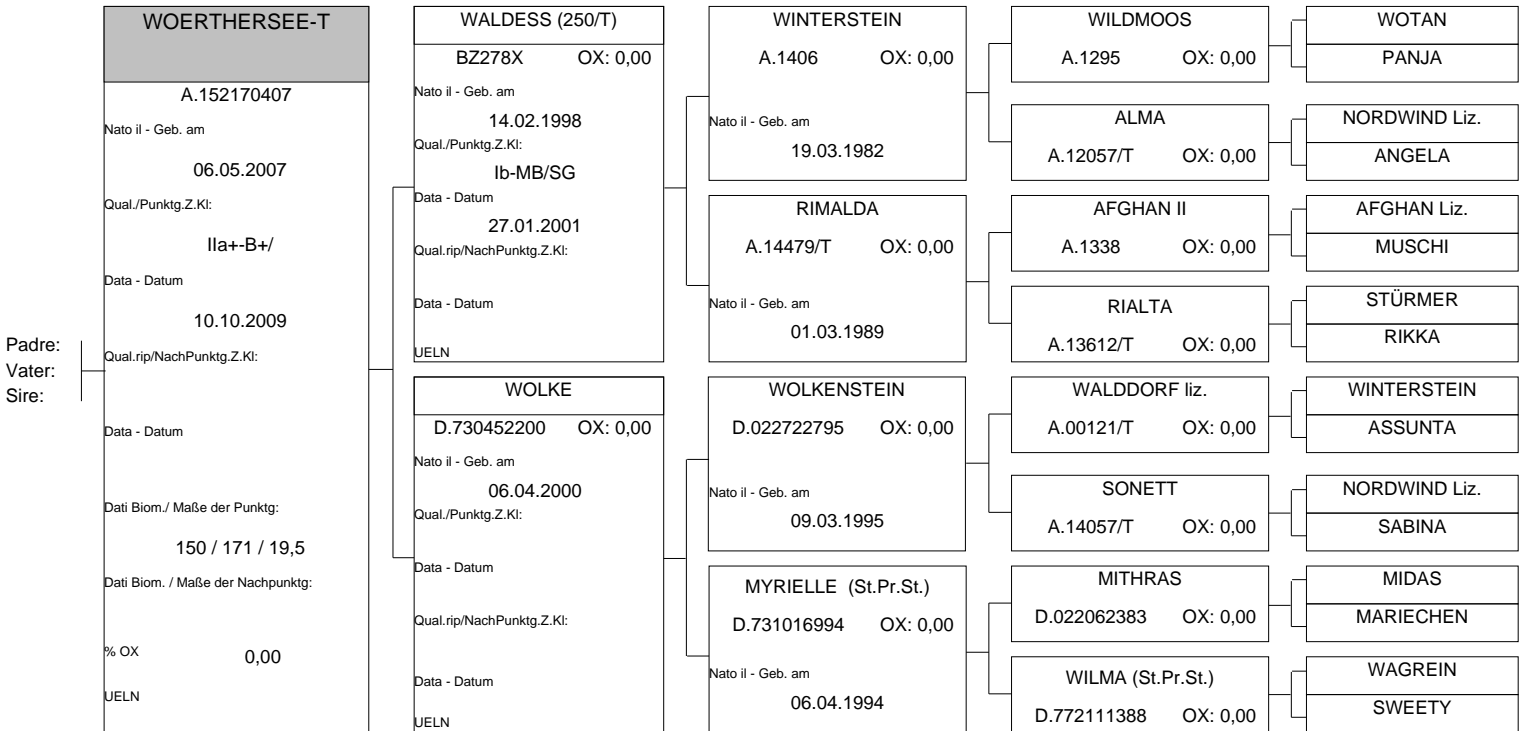 Padre:
Vater:
Sire:
WOERTHERSEE-T
A.152170407
Nato il - Geb. am
06.05.2007
Qual./Punktg.Z.Kl:
IIa+-B+/
Data - Datum
10.10.2009
Qual.rip/NachPunktg.Z.Kl:
Data - Datum
Dati Biom./ Maße der Punktg:
150 / 171 / 19,5
Dati Biom. / Maße der Nachpunktg:
% OX 0,00
UELN
WALDESS (250/T)
BZ278X OX: 0,00
Nato il - Geb. am
14.02.1998
Qual./Punktg.Z.Kl:
Ib-MB/SG
Data - Datum
27.01.2001
Qual.rip/NachPunktg.Z.Kl:
Data - Datum
UELN
WOLKE
D.730452200 OX: 0,00
Nato il - Geb. am
06.04.2000
Qual./Punktg.Z.Kl:
Data - Datum
Qual.rip/NachPunktg.Z.Kl:
Data - Datum
UELN
WINTERSTEIN
A.1406 OX: 0,00
Nato il - Geb. am
19.03.1982
RIMALDA
A.14479/T OX: 0,00
Nato il - Geb. am
01.03.1989
WOLKENSTEIN
D.022722795 OX: 0,00
Nato il - Geb. am
09.03.1995
MYRIELLE (St.Pr.St.)
D.731016994 OX: 0,00
Nato il - Geb. am
06.04.1994
WILDMOOS
A.1295 OX: 0,00
ALMA
A.12057/T OX: 0,00
AFGHAN II
A.1338 OX: 0,00
RIALTA
A.13612/T OX: 0,00
WALDDORF liz.
A.00121/T OX: 0,00
SONETT
A.14057/T OX: 0,00
MITHRAS
D.022062383 OX: 0,00
WILMA (St.Pr.St.)
D.772111388 OX: 0,00
WOTAN
PANJA
NORDWIND Liz.
ANGELA
AFGHAN Liz.
MUSCHI
STÜRMER
RIKKA
WINTERSTEIN
ASSUNTA
NORDWIND Liz.
SABINA
MIDAS
MARIECHEN
WAGREIN
SWEETY